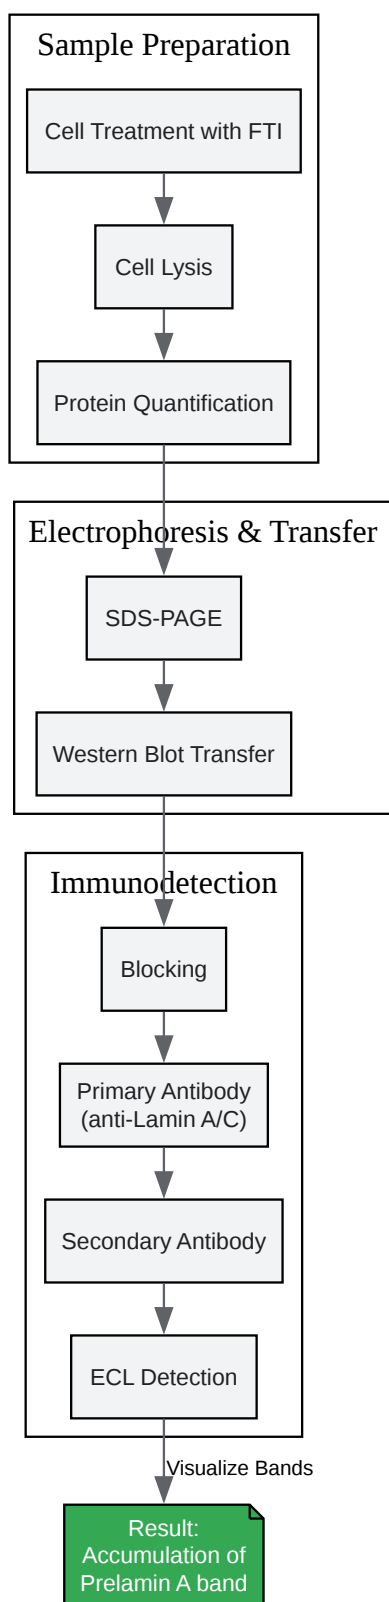 Sample Preparation
Cell Treatment with FTI
Cell Lysis
Protein Quantification
Electrophoresis & Transfer
SDS-PAGE
Western Blot Transfer
Immunodetection
Blocking
Primary Antibody
(anti-Lamin A/C)
Secondary Antibody
ECL Detection
Visualize Bands
Result:
Accumulation of
Prelamin A band